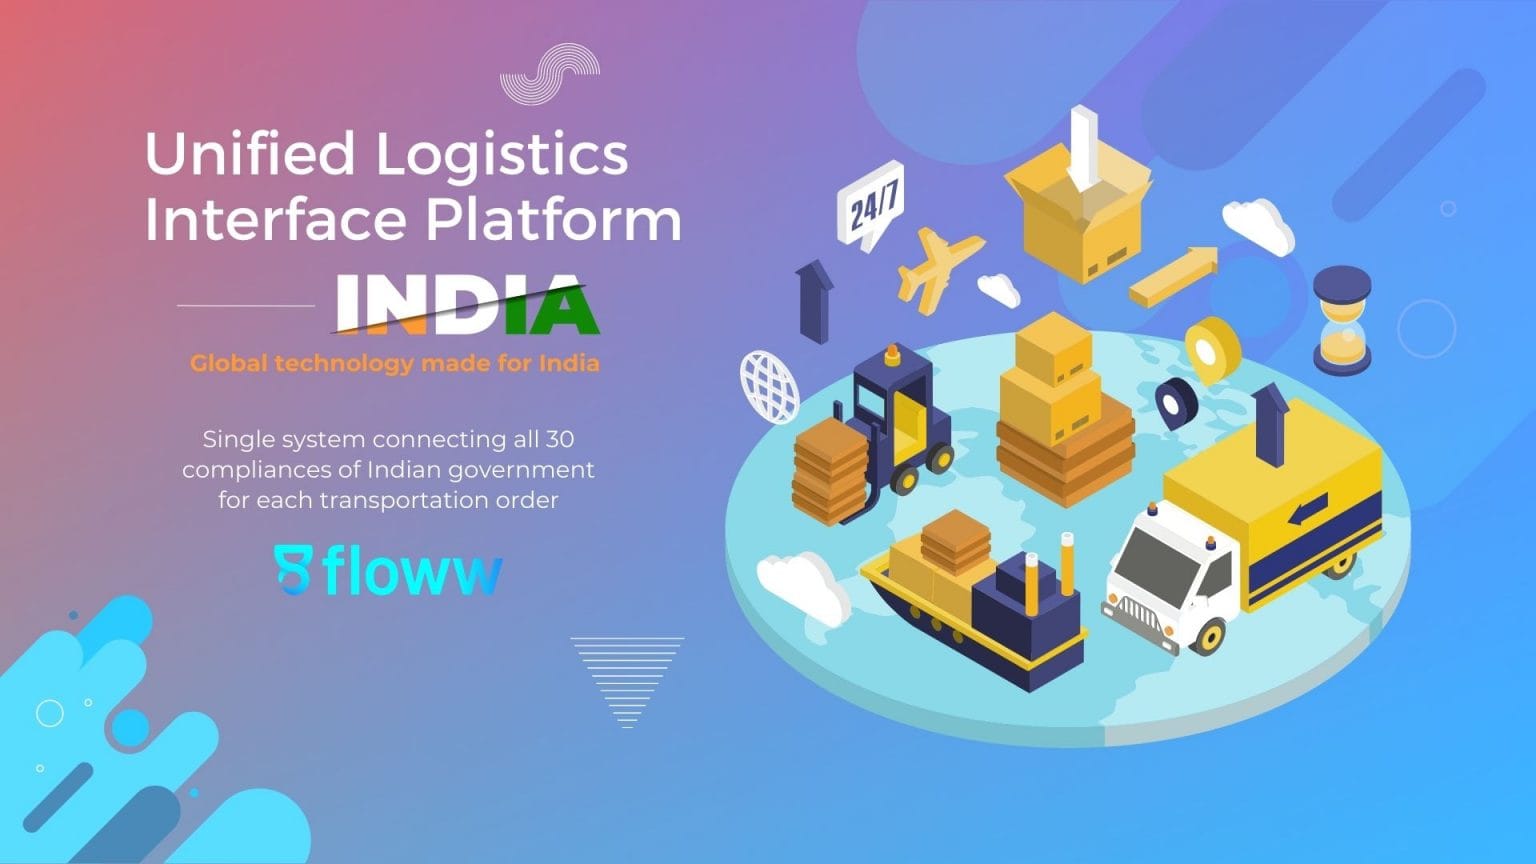 Unified Logistics
Interface Platform
INDIA
Global technology made for India
Single system connecting all 30
compliances of Indian government
for each transportation order
floww
24/7